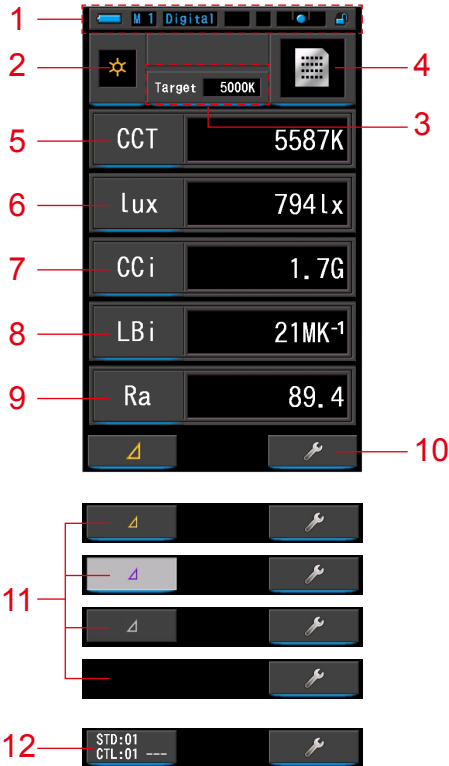 1 M 1 Digital
2 4
Target 5000K
3
5 CCT 5587K
6 lux 794lx
7 CCi 1.7G
8 LBi 21MK⁻¹
9 Ra 89.4
10
11
12 STD:01
CTL:01 ---